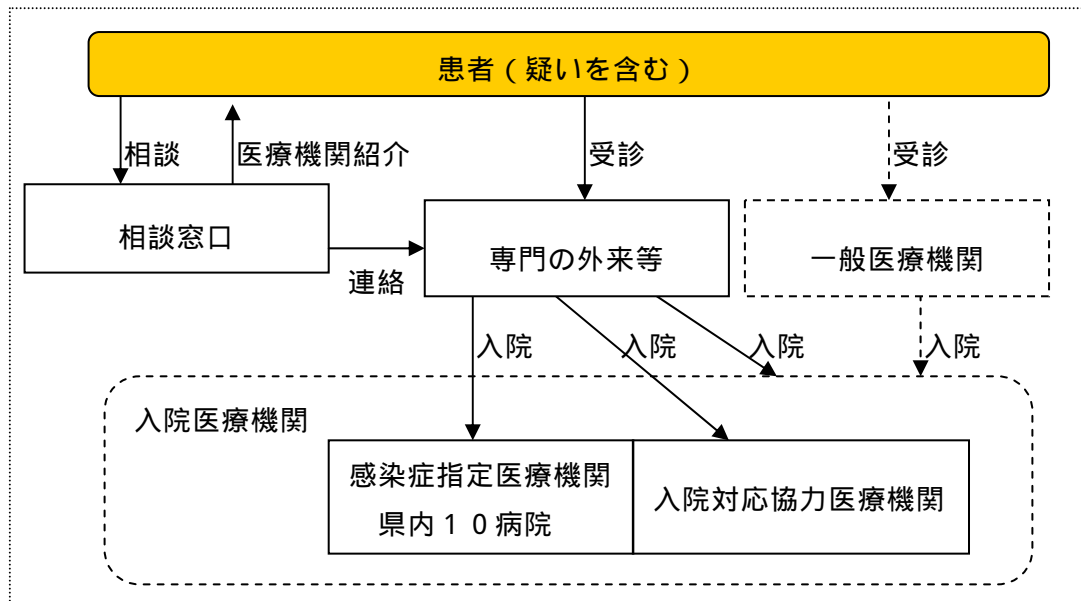 患者（疑いを含む）
相談
医療機関紹介
受診
受診
相談窓口
連絡
専門の外来等
一般医療機関
入院
入院
入院
入院
入院医療機関
感染症指定医療機関
県内１０病院
入院対応協力医療機関